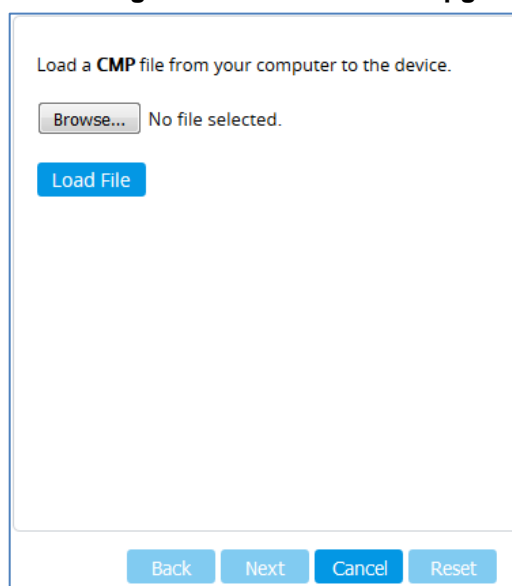 Load a CMP file from your computer to the device.
Browse... No file selected.
Load File
Back Next Cancel Reset